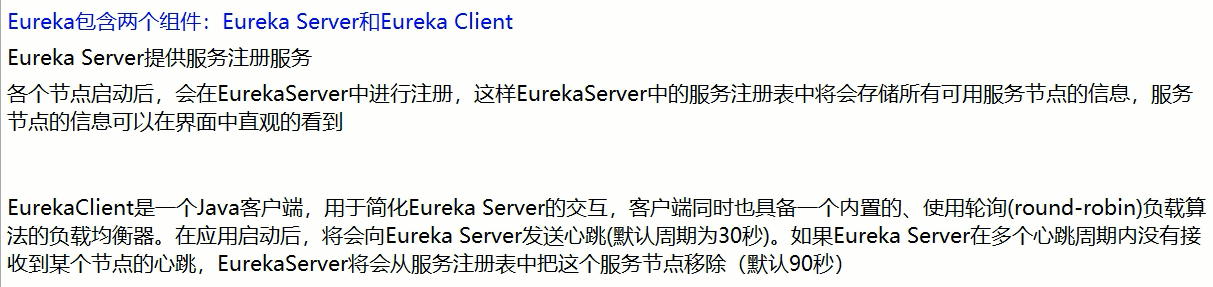 Eureka包含两个组件：Eureka Server和Eureka Client
Eureka Server提供服务注册服务
各个节点启动后，会在EurekaServer中进行注册，这样EurekaServer中的服务注册表中将会存储所有可用服务节点的信息，服务
节点的信息可以在界面中直观的看到
EurekaClient是一个Java客户端，用于简化Eureka Server的交互，客户端同时也具备一个内置的、使用轮询(round-robin)负载算
法的负载均衡器。在应用启动后，将会向Eureka Server发送心跳(默认周期为30秒)。如果Eureka Server在多个心跳周期内没有接
收到某个节点的心跳，EurekaServer将会从服务注册表中把这个服务节点移除（默认90秒）